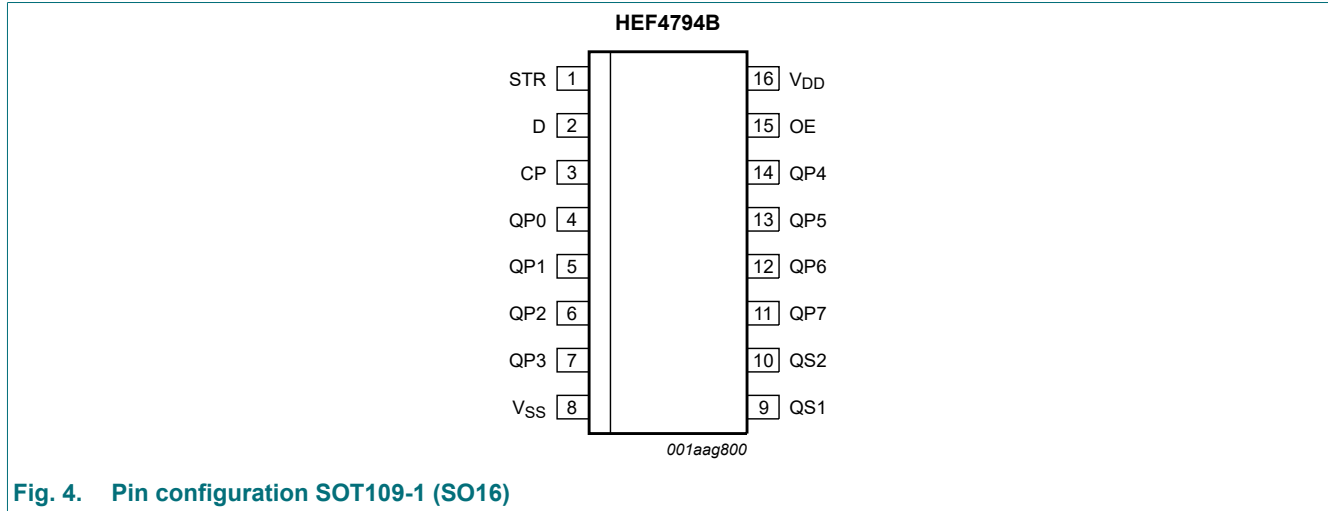 HEF4794B
STR 1 16 VDD
D 2 15 OE
CP 3 14 QP4
QP0 4 13 QP5
QP1 5 12 QP6
QP2 6 11 QP7
QP3 7 10 QS2
VSS 8 9 QS1
001aag800
Fig. 4. Pin configuration SOT109-1 (SO16)